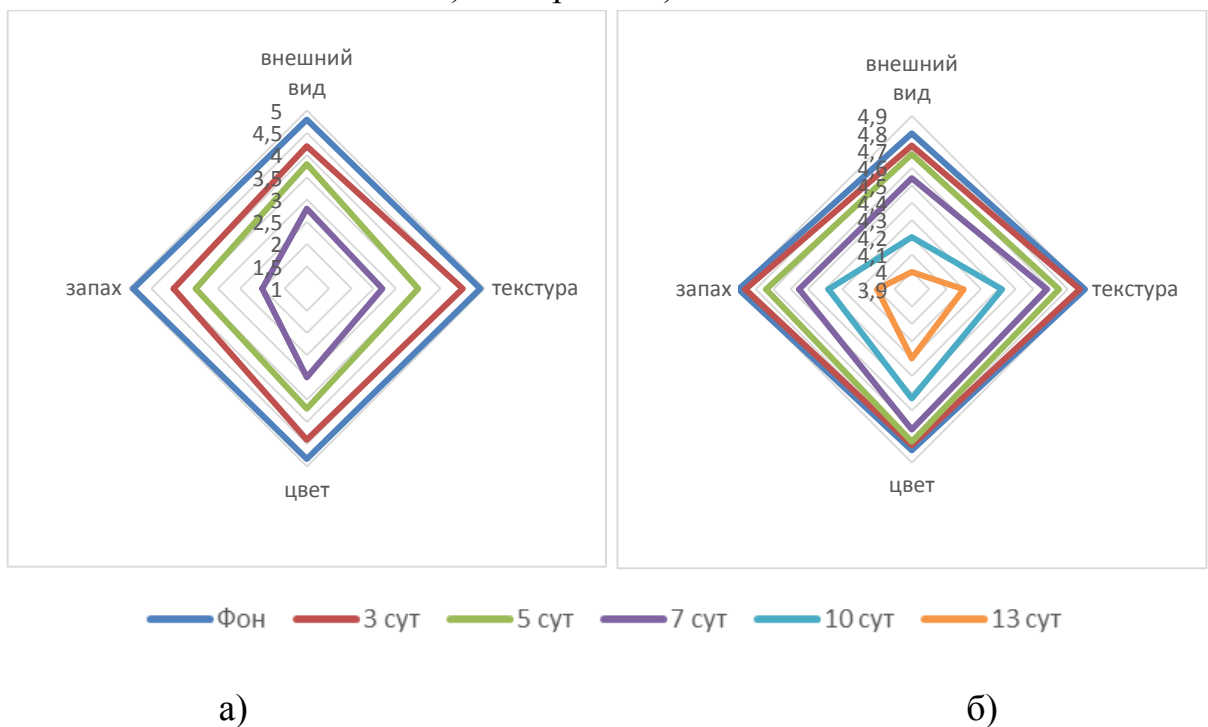 внешний
вид
5
4,5
4
3,5
3
2,5
2
1,5
1
запах
текстура
цвет
внешний
вид
4,9
4,8
4,7
4,6
4,5
4,4
4,3
4,2
4,1
4
3,9
запах
текстура
цвет
Фон 3 сут 5 сут 7 сут 10 сут 13 сут
а) б)